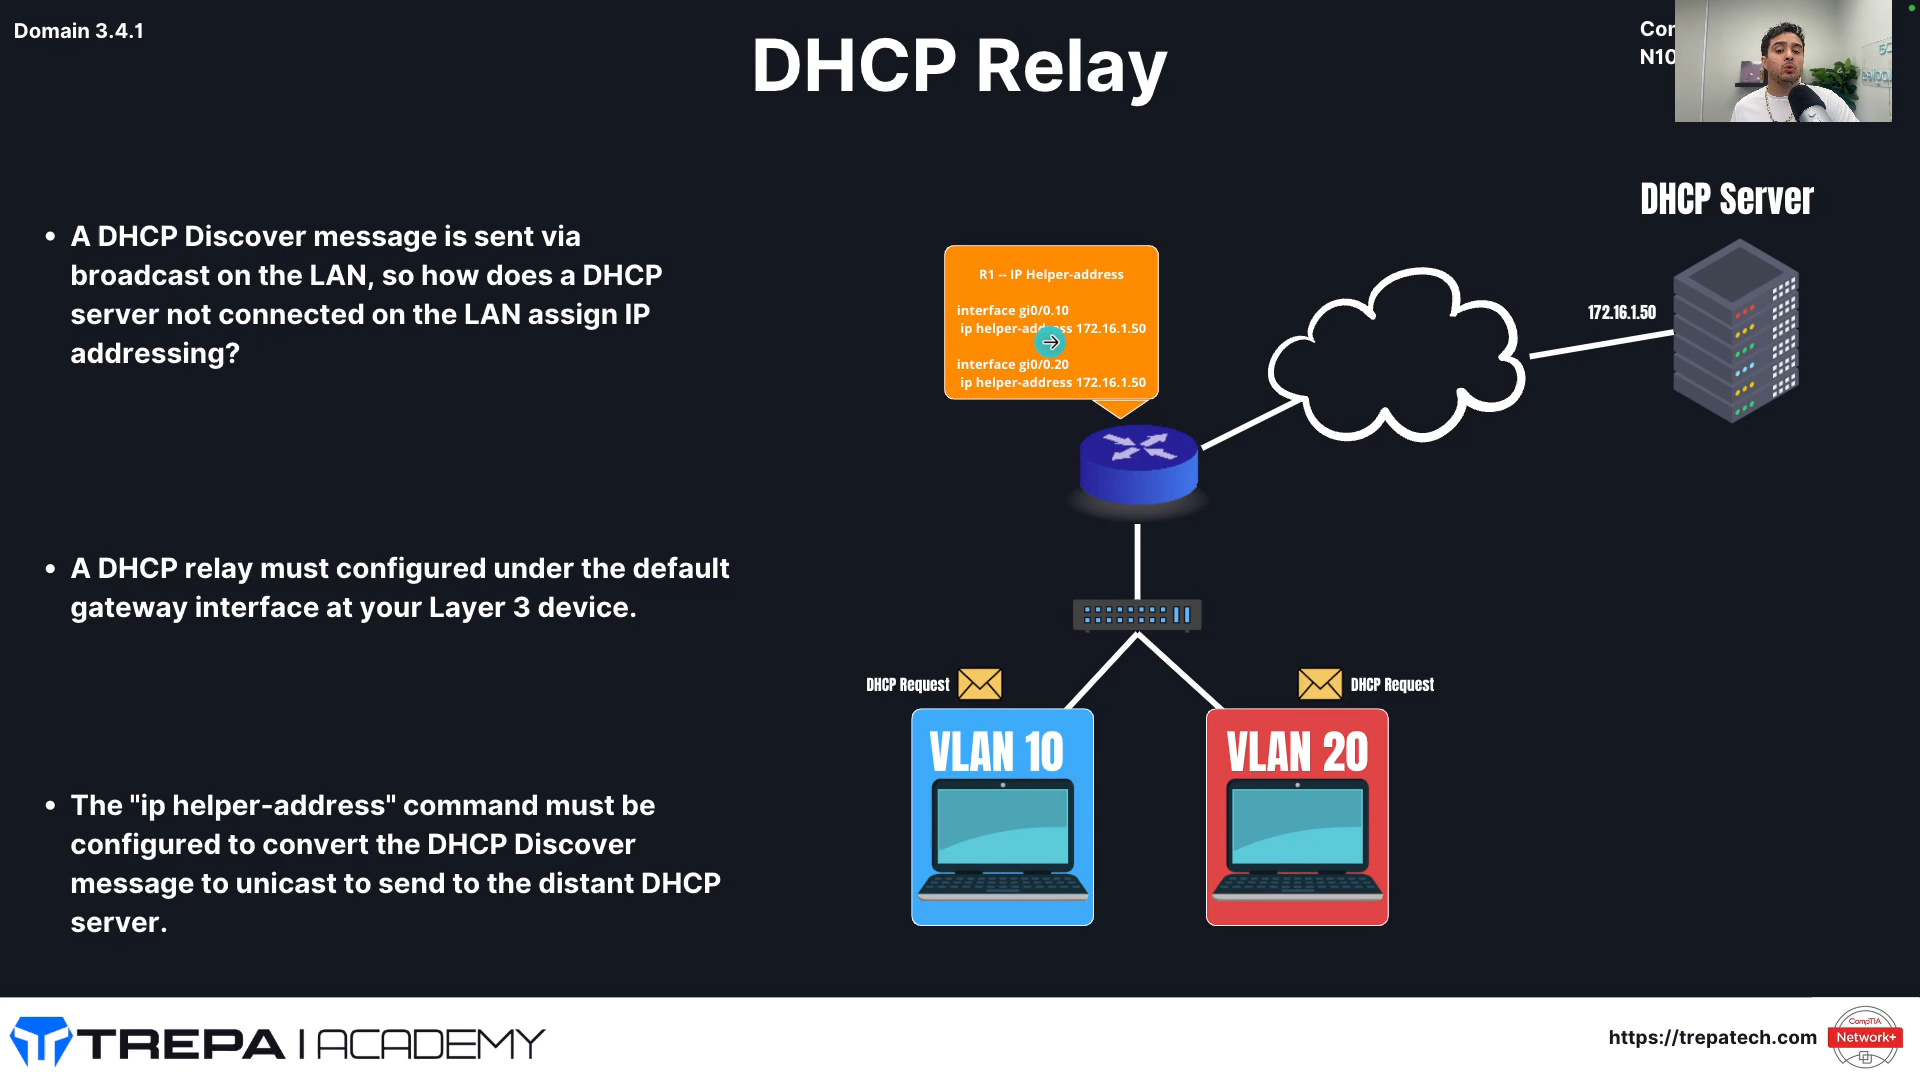 Domain 3.4.1
DHCP Relay
N10
• A DHCP Discover message is sent via
broadcast on the LAN, so how does a DHCP
server not connected on the LAN assign IP
addressing?
• A DHCP relay must configured under the default
gateway interface at your Layer 3 device.
• The "ip helper-address" command must be
configured to convert the DHCP Discover
message to unicast to send to the distant DHCP
server.
DHCP Server
172.16.1.50
R1 -- IP Helper-address
interface gi0/0.10
ip helper-address 172.16.1.50
interface gi0/0.20
ip helper-address 172.16.1.50
DHCP Request
DHCP Request
VLAN 10
VLAN 20
TREPA | ACADEMY
https://trepatech.com
CompTIA
Network+